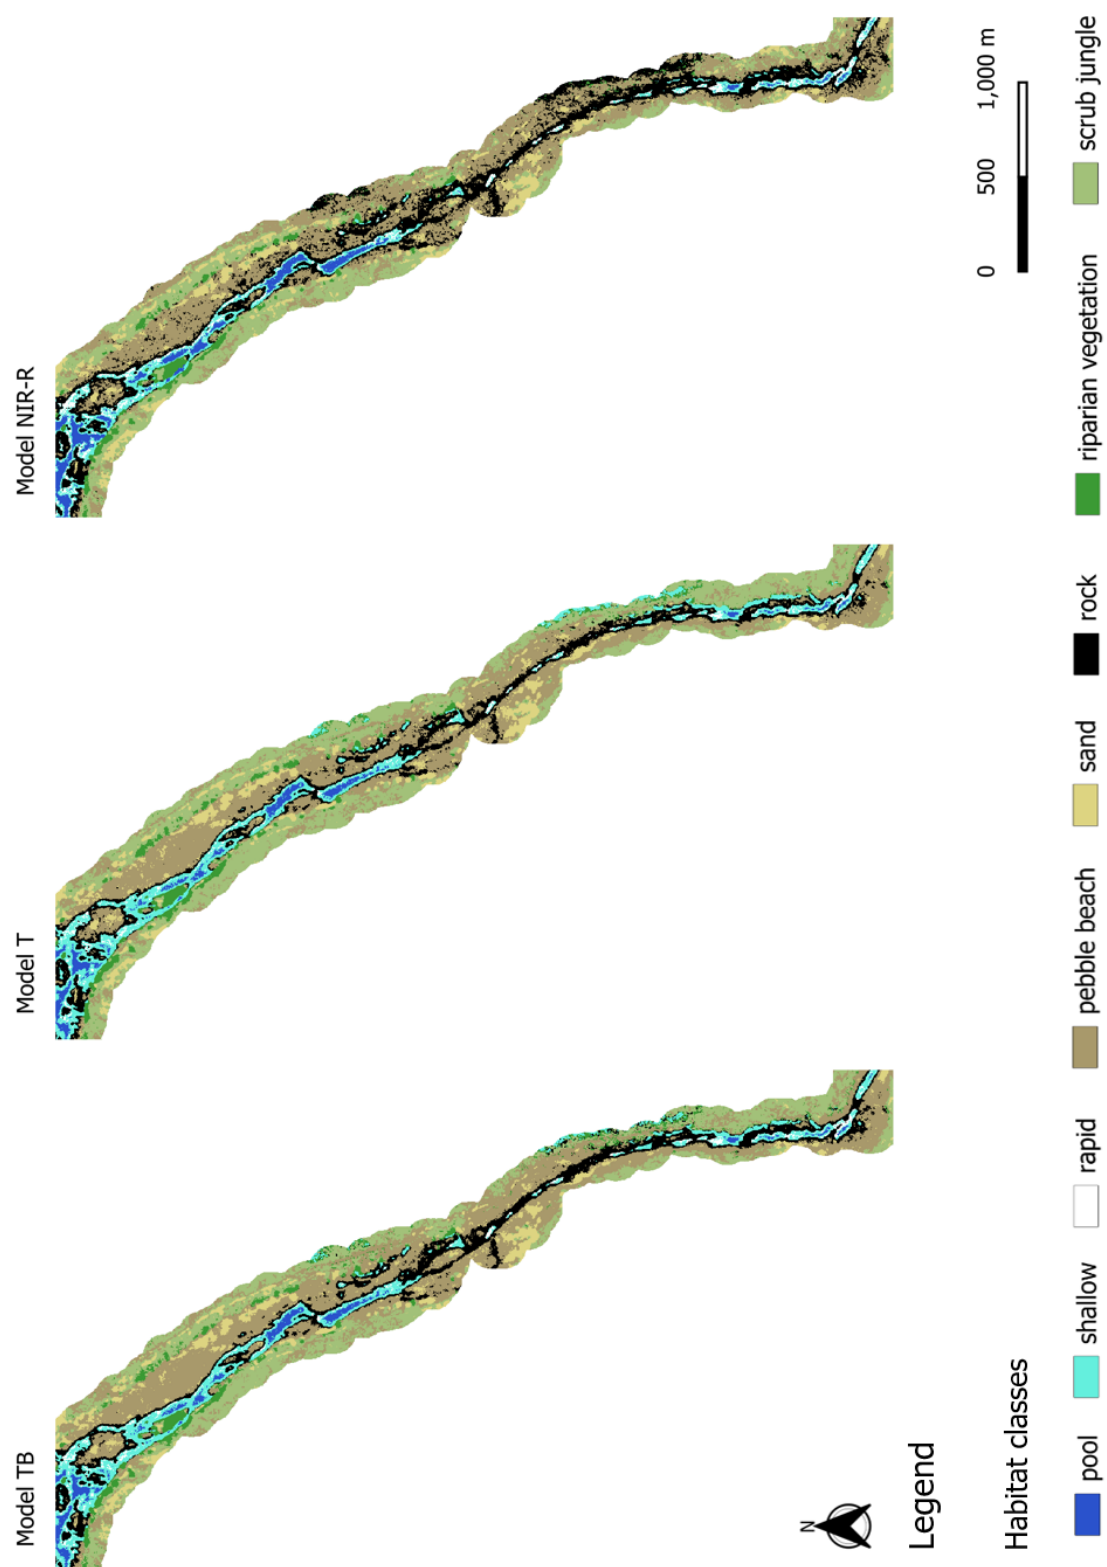 Model TB
Model T
Model NIR-R
N
Legend
0 500 1,000 m
Habitat classes
pool shallow rapid pebble beach sand rock riparian vegetation scrub jungle